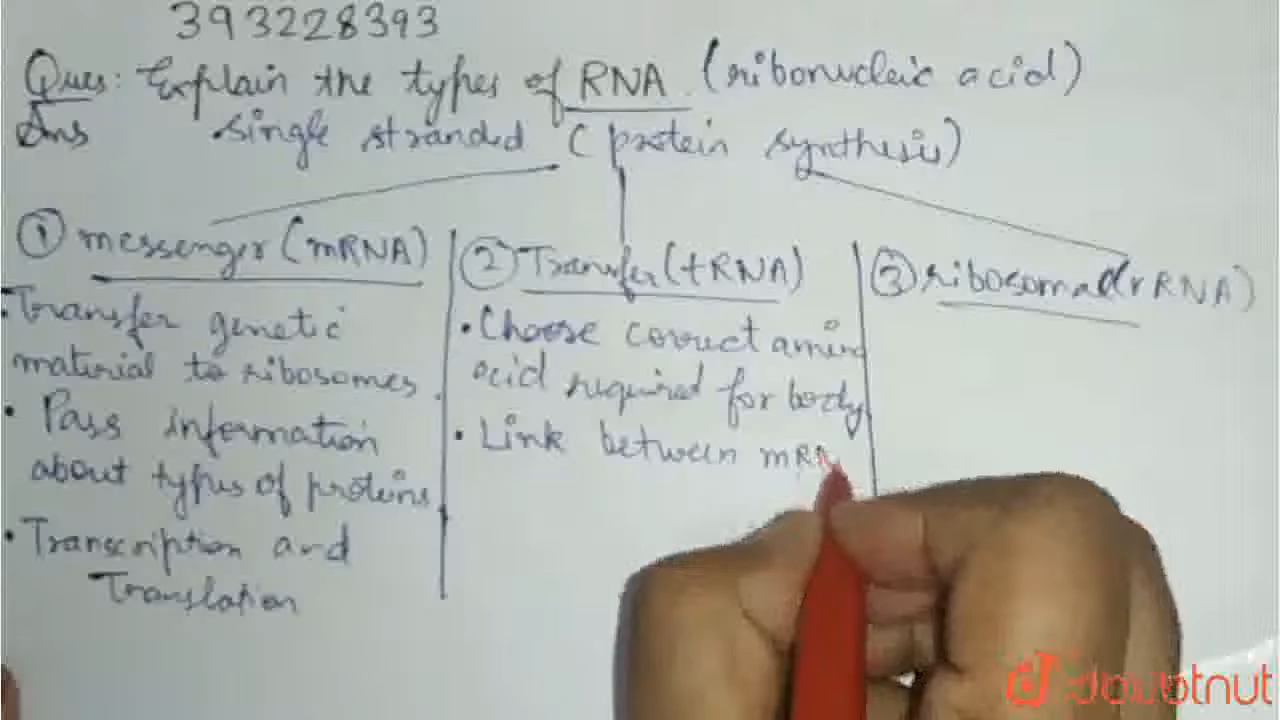 393228393
Ques: Explain the types of RNA. (ribonucleic acid)
Ans single stranded (protein synthesis)
① messenger (mRNA)
• Transfer genetic
material to ribosomes.
• Pass information
about types of proteins
• Transcription and
Translation
② Transfer (tRNA)
• Choose correct amino
acid required for body
• Link between mRN
③ ribosomal (rRNA)
doubtnut